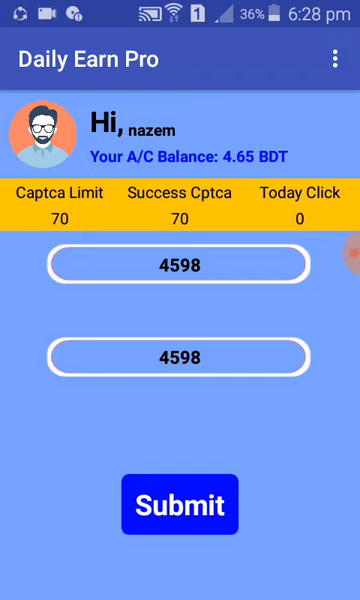 1 36% 6:28 pm
Daily Earn Pro
Hi, nazem
Your A/C Balance: 4.65 BDT
Captca Limit Success Cptca Today Click
70 70 0
4598
4598
Submit